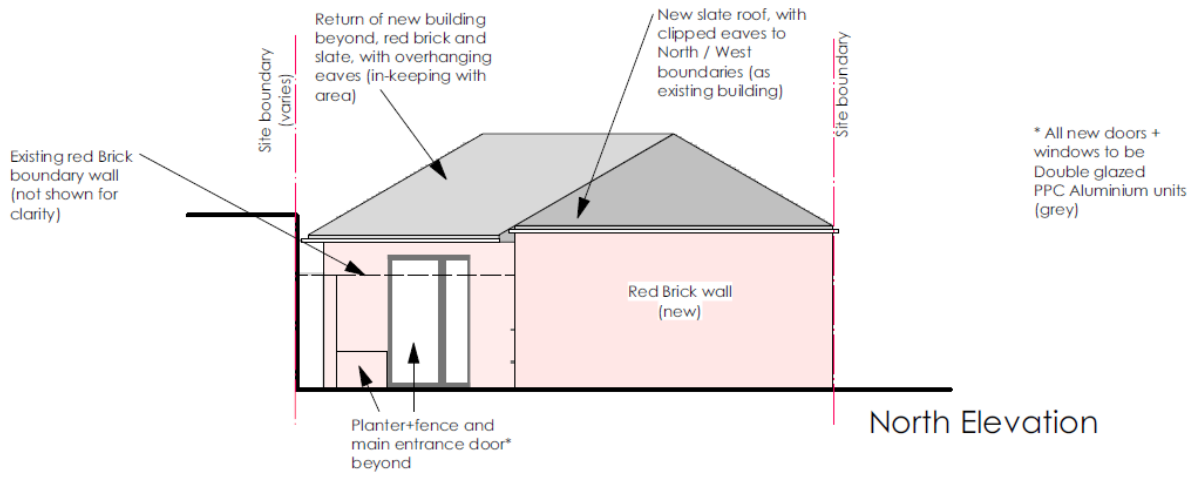 Return of new building
beyond, red brick and
slate, with overhanging
eaves (in-keeping with
area)
New slate roof, with
clipped eaves to
North / West
boundaries (as
existing building)
Site boundary
(varies)
Site boundary
* All new doors +
windows to be
Double glazed
PPC Aluminium units
(grey)
Existing red Brick
boundary wall
(not shown for
clarity)
Red Brick wall
(new)
Planter+fence and
main entrance door*
beyond
North Elevation